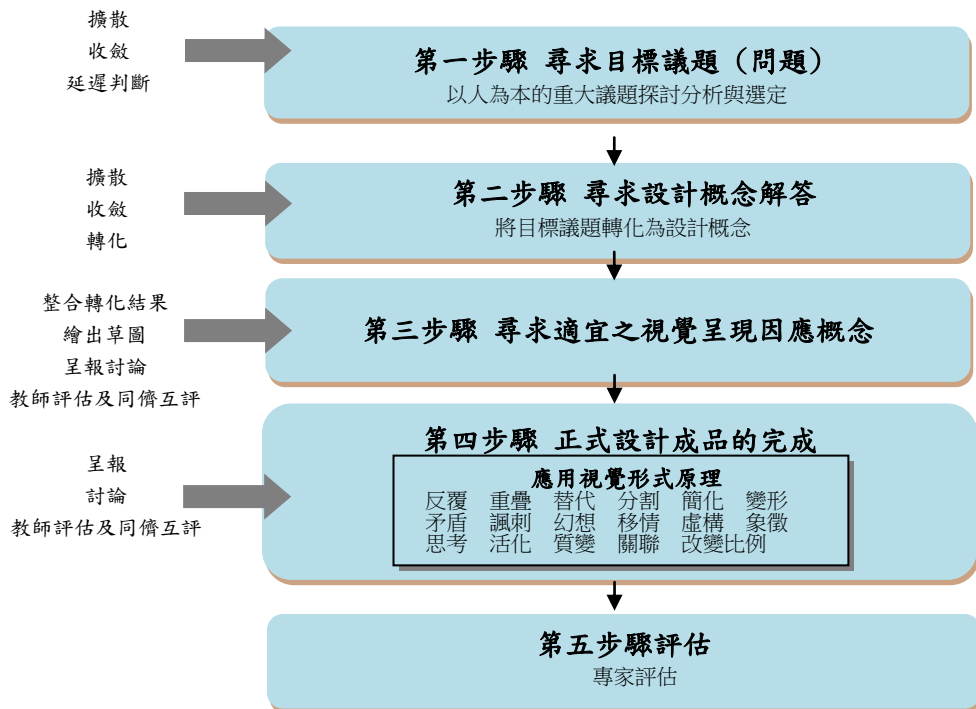 擴散
收斂
延遲判斷
第一步驟 尋求目標議題（問題）
以人為本的重大議題探討分析與選定
擴散
收斂
轉化
第二步驟 尋求設計概念解答
將目標議題轉化為設計概念
整合轉化結果
繪出草圖
呈報討論
教師評估及同儕互評
第三步驟 尋求適宜之視覺呈現因應概念
呈報
討論
教師評估及同儕互評
第四步驟 正式設計成品的完成
應用視覺形式原理
反覆 重疊 替代 分割 簡化 變形
矛盾 諷刺 幻想 移情 虛構 象徵
思考 活化 質變 關聯 改變比例
第五步驟評估
專家評估